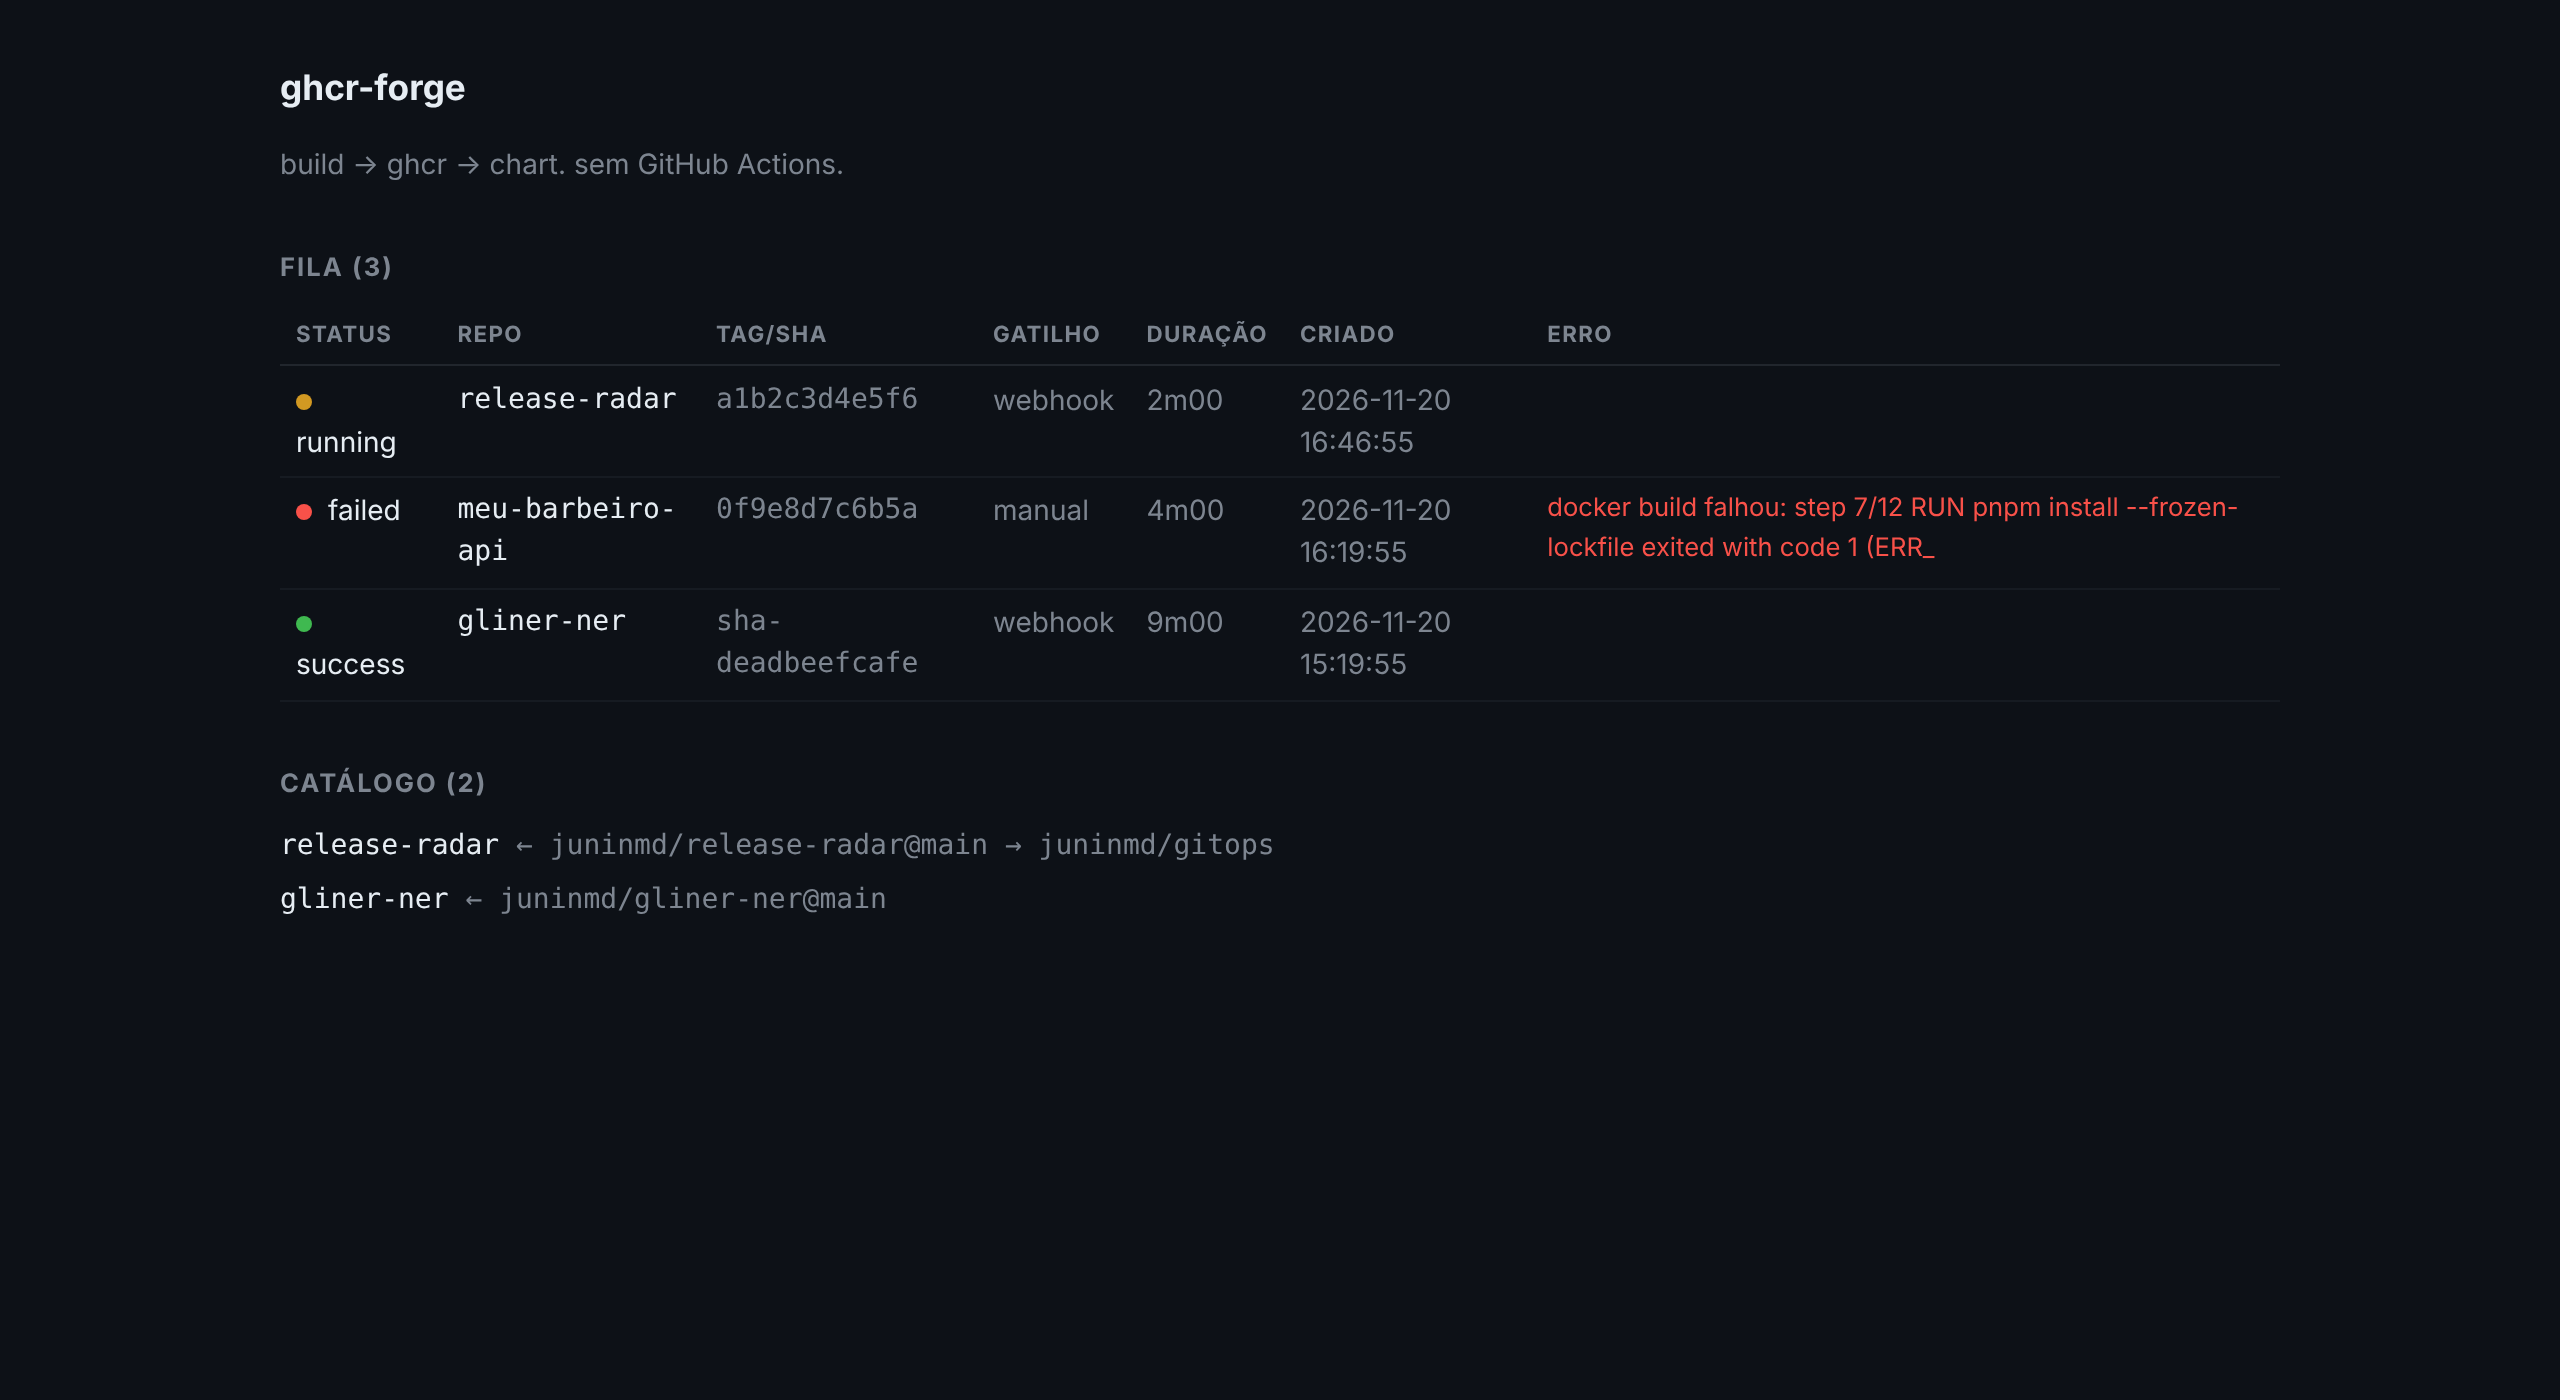 ghcr-forge
build → ghcr → chart. sem GitHub Actions.
FILA (3)
STATUS REPO TAG/SHA GATILHO DURAÇÃO CRIADO ERRO
release-radar a1b2c3d4e5f6 webhook 2m00 2026-11-20
running 16:46:55
failed meu-barbeiro- 0f9e8d7c6b5a manual 4m00 2026-11-20 docker build falhou: step 7/12 RUN pnpm install --frozen-
api 16:19:55 lockfile exited with code 1 (ERR_
gliner-ner sha- webhook 9m00 2026-11-20
success deadbeefcafe 15:19:55
CATÁLOGO (2)
release-radar ← juninmd/release-radar@main → juninmd/gitops
gliner-ner ← juninmd/gliner-ner@main